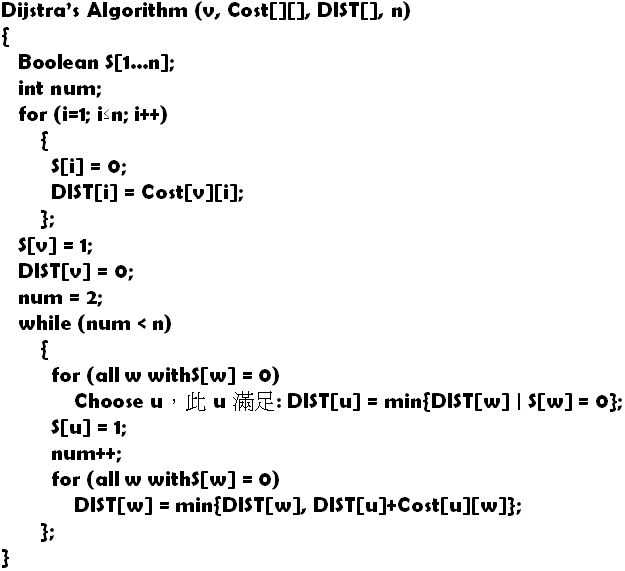 Dijstra's Algorithm (v, Cost[][], DIST[], n)
{
Boolean S[1...n];
int num;
for (i=1; i≤n; i++)
{
S[i] = 0;
DIST[i] = Cost[v][i];
};
S[v] = 1;
DIST[v] = 0;
num = 2;
while (num < n)
{
for (all w withS[w] = 0)
Choose u，此 u 滿足: DIST[u] = min{DIST[w] | S[w] = 0};
S[u] = 1;
num++;
for (all w withS[w] = 0)
DIST[w] = min{DIST[w], DIST[u]+Cost[u][w]};
};
}